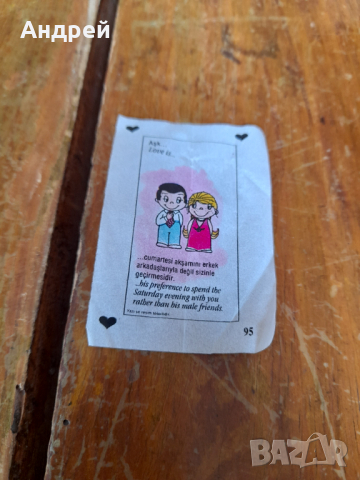 Андрей
Aşk...
Love is...
...cumartesi akşamını erkek
arkadaşlarıyla değil sizinle
geçirmesidir.
..his preference to spend the
Saturday evening with you
rather than his male friends.
95
BAZAR